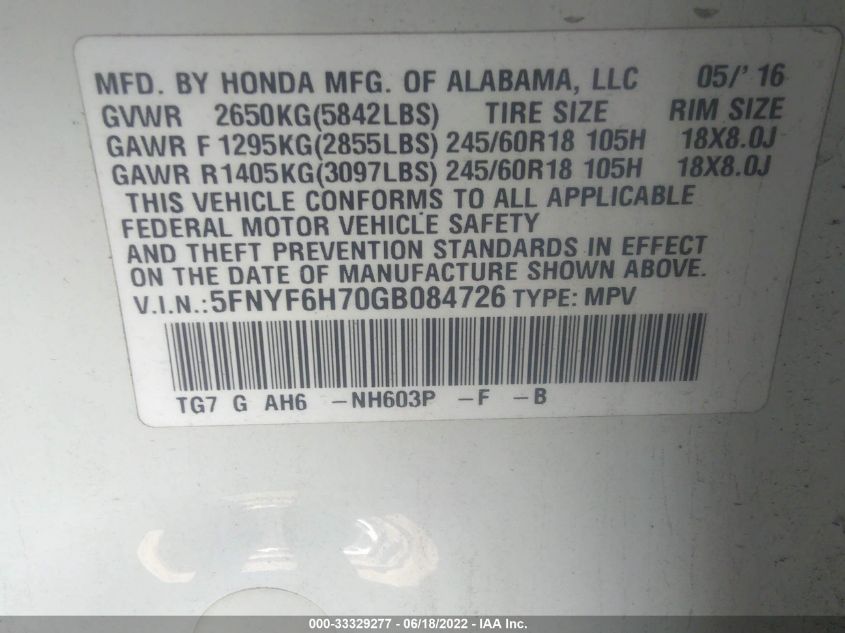 MFD. BY HONDA MFG. OF ALABAMA, LLC 05/' 16
GVWR 2650KG(5842LBS) TIRE SIZE RIM SIZE
GAWR F 1295KG(2855LBS) 245/60R18 105H 18X8.0J
GAWR R1405KG(3097LBS) 245/60R18 105H 18X8.0J
THIS VEHICLE CONFORMS TO ALL APPLICABLE
FEDERAL MOTOR VEHICLE SAFETY
AND THEFT PREVENTION STANDARDS IN EFFECT
ON THE DATE OF MANUFACTURE SHOWN ABOVE.
V.I.N.:5FNYF6H70GB084726 TYPE: MPV
TG7 G AH6 -NH603P -F -B
000-33329277 - 06/18/2022 - IAA Inc.